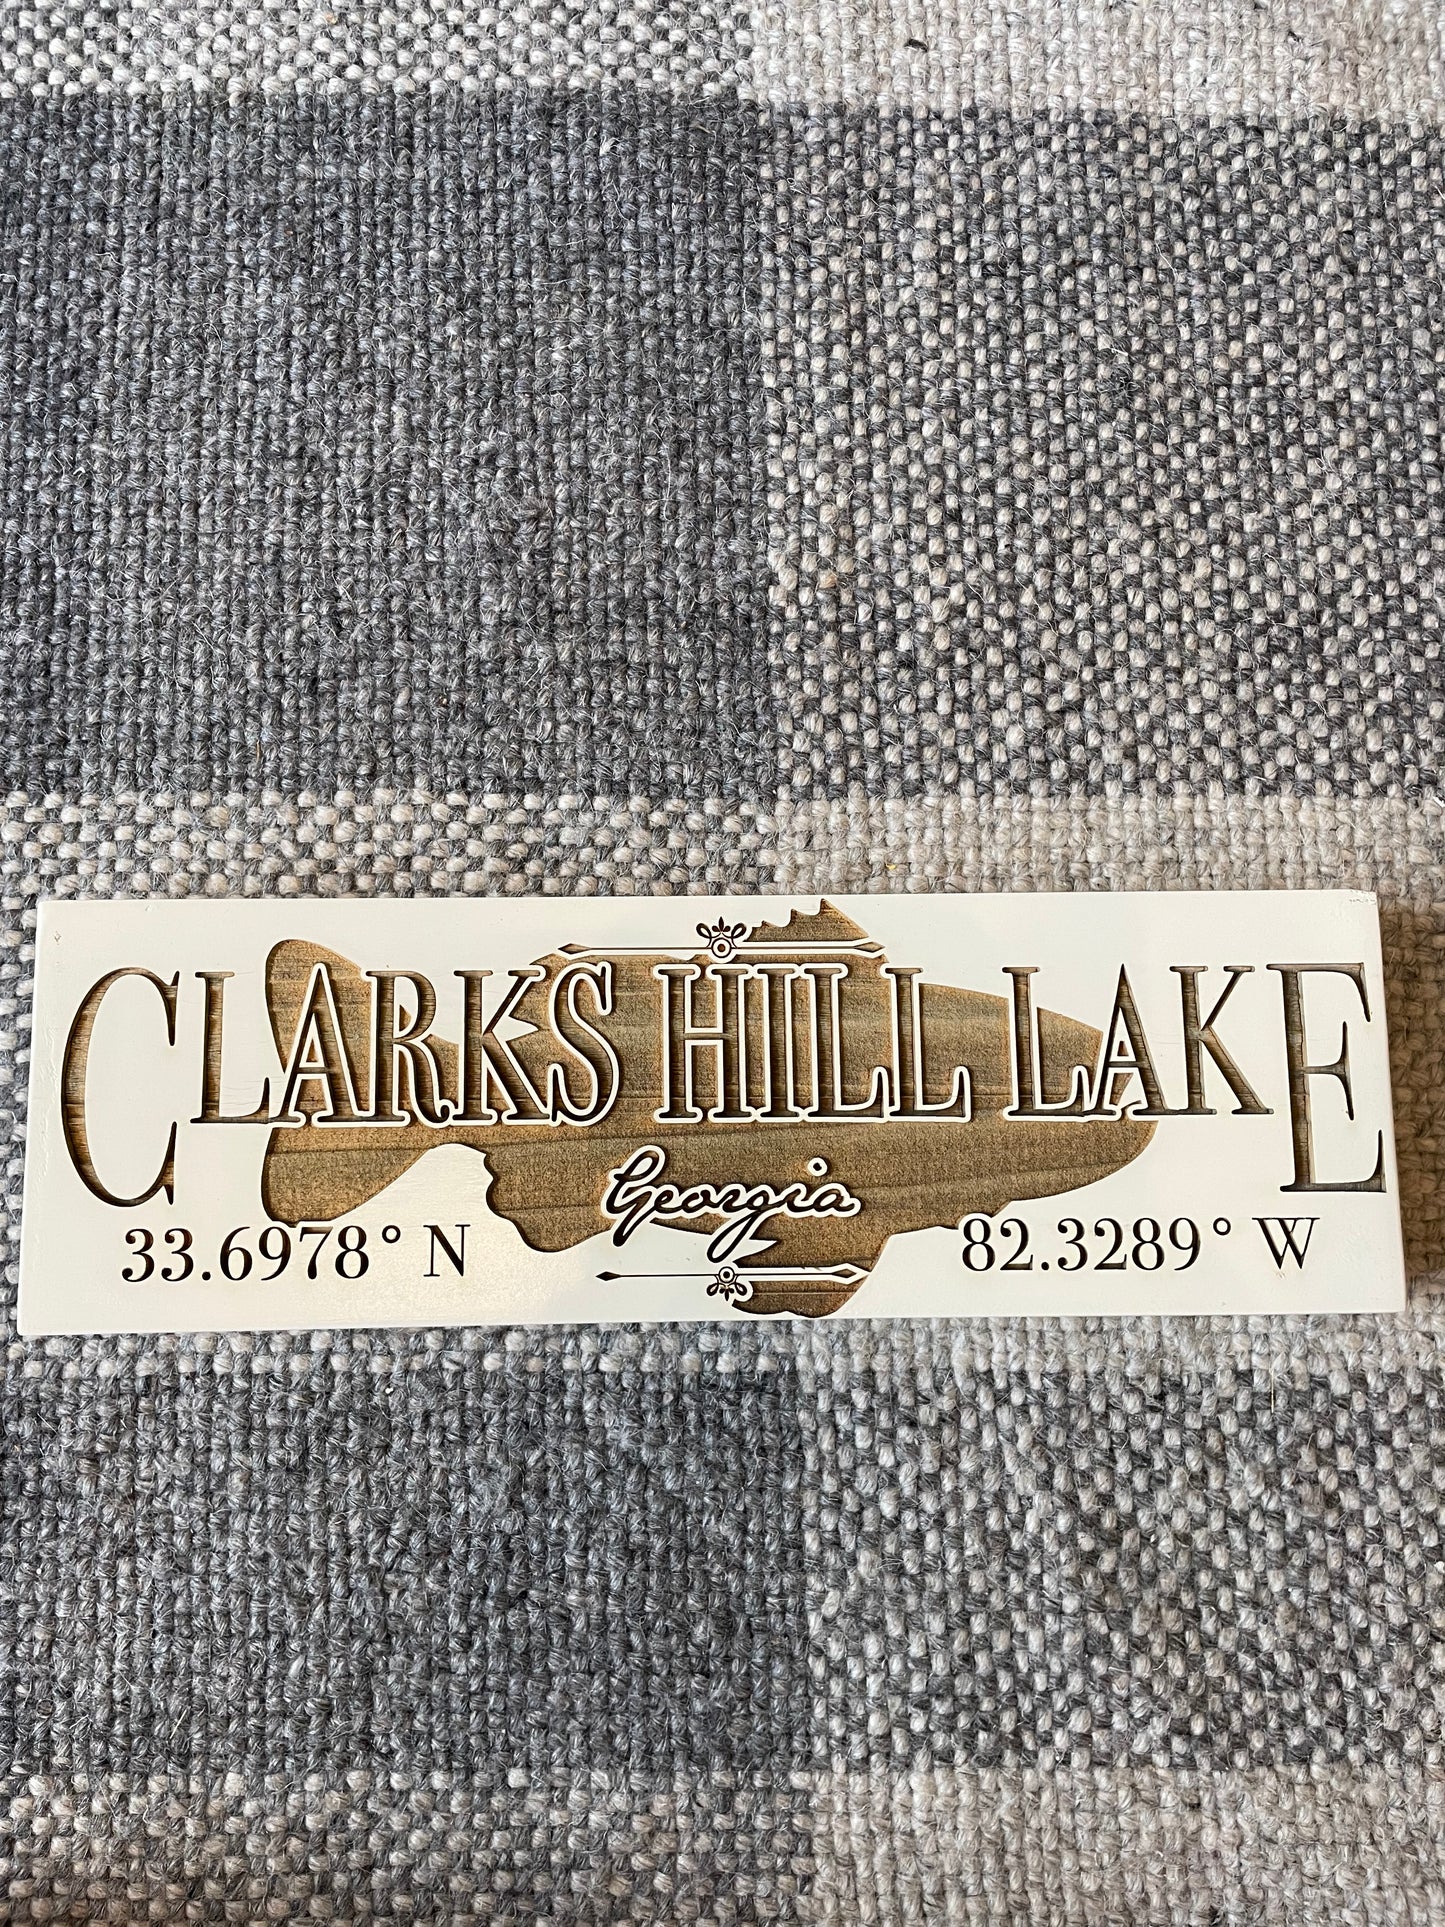 CLARKS HILL LAKE
Georgia
33.6978° N 82.3289° W